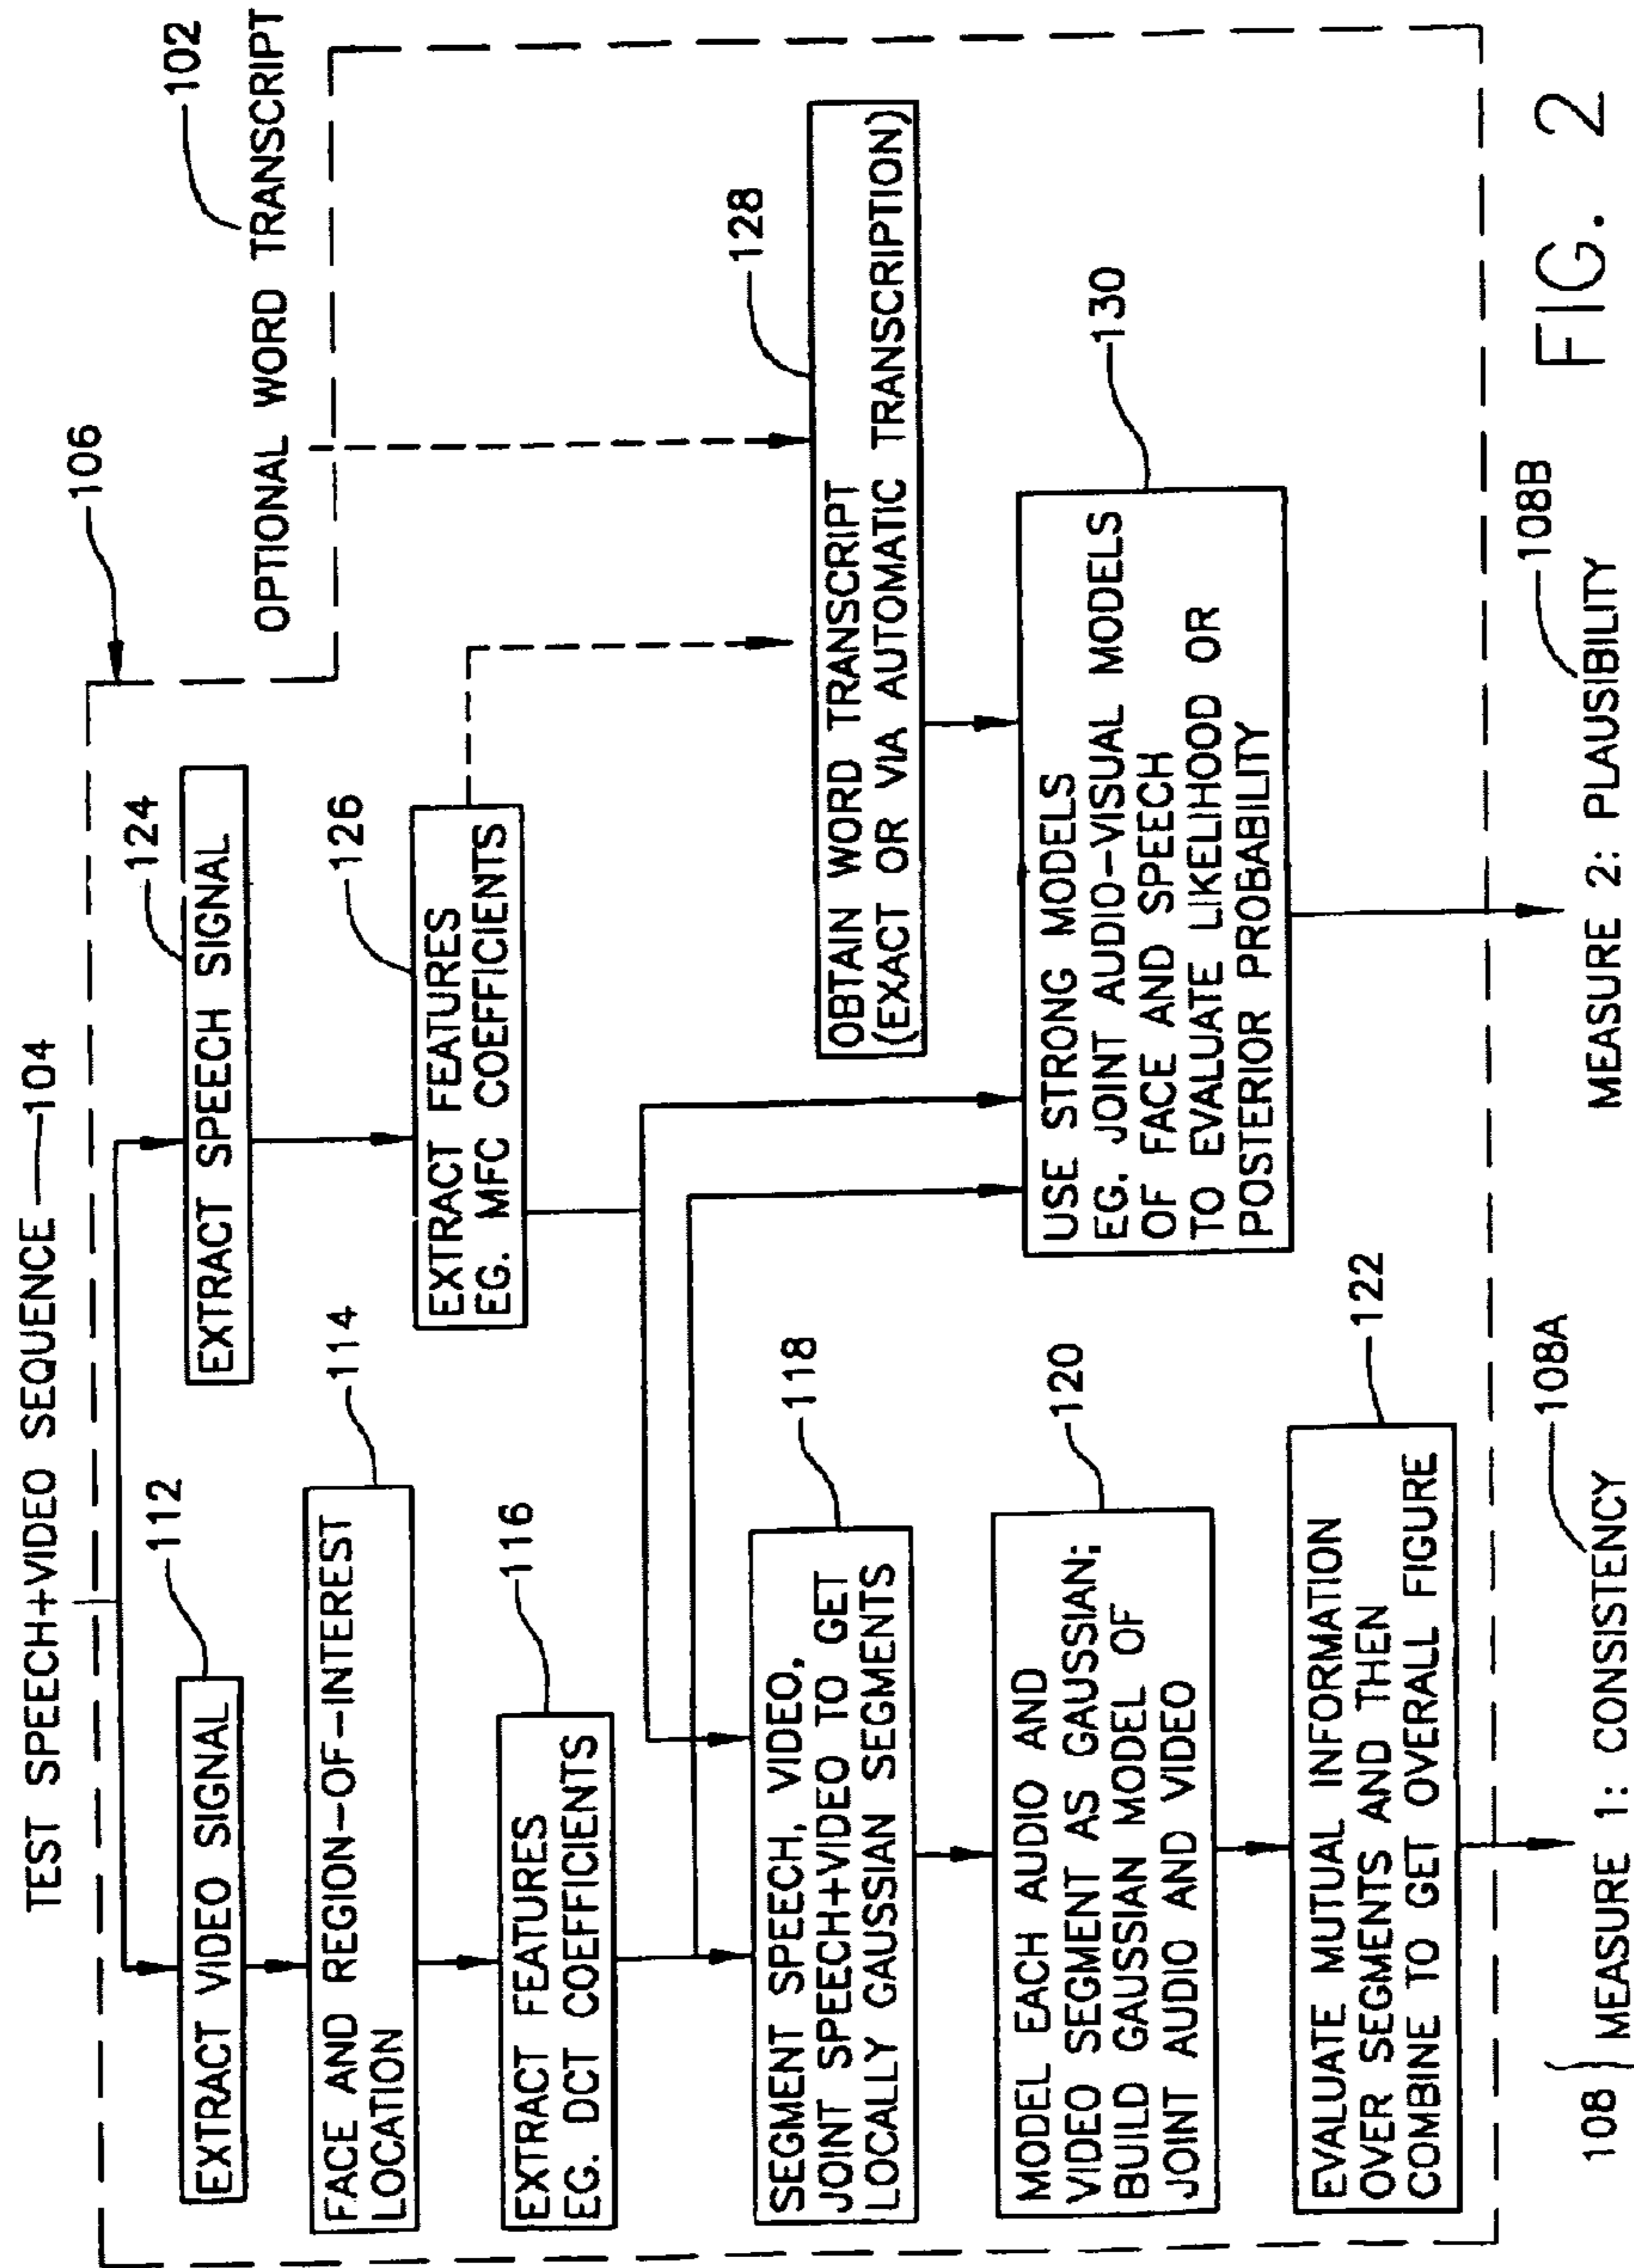 TEST SPEECH+VIDEO SEQUENCE 104
106
OPTIONAL WORD TRANSCRIPT
102
112
EXTRACT VIDEO SIGNAL
124
EXTRACT SPEECH SIGNAL
114
FACE AND REGION-OF-INTEREST
LOCATION
126
EXTRACT FEATURES
EG. MFC COEFFICIENTS
116
EXTRACT FEATURES
EG. DCT COEFFICIENTS
128
OBTAIN WORD TRANSCRIPT
(EXACT OR VIA AUTOMATIC TRANSCRIPTION)
118
SEGMENT SPEECH, VIDEO,
JOINT SPEECH+VIDEO TO GET
LOCALLY GAUSSIAN SEGMENTS
130
USE STRONG MODELS
EG. JOINT AUDIO-VISUAL MODELS
OF FACE AND SPEECH
TO EVALUATE LIKELIHOOD OR
POSTERIOR PROBABILITY
120
MODEL EACH AUDIO AND
VIDEO SEGMENT AS GAUSSIAN;
BUILD GAUSSIAN MODEL OF
JOINT AUDIO AND VIDEO
122
EVALUATE MUTUAL INFORMATION
OVER SEGMENTS AND THEN
COMBINE TO GET OVERALL FIGURE
108A
108 } MEASURE 1: CONSISTENCY
108B
MEASURE 2: PLAUSIBILITY
FIG. 2